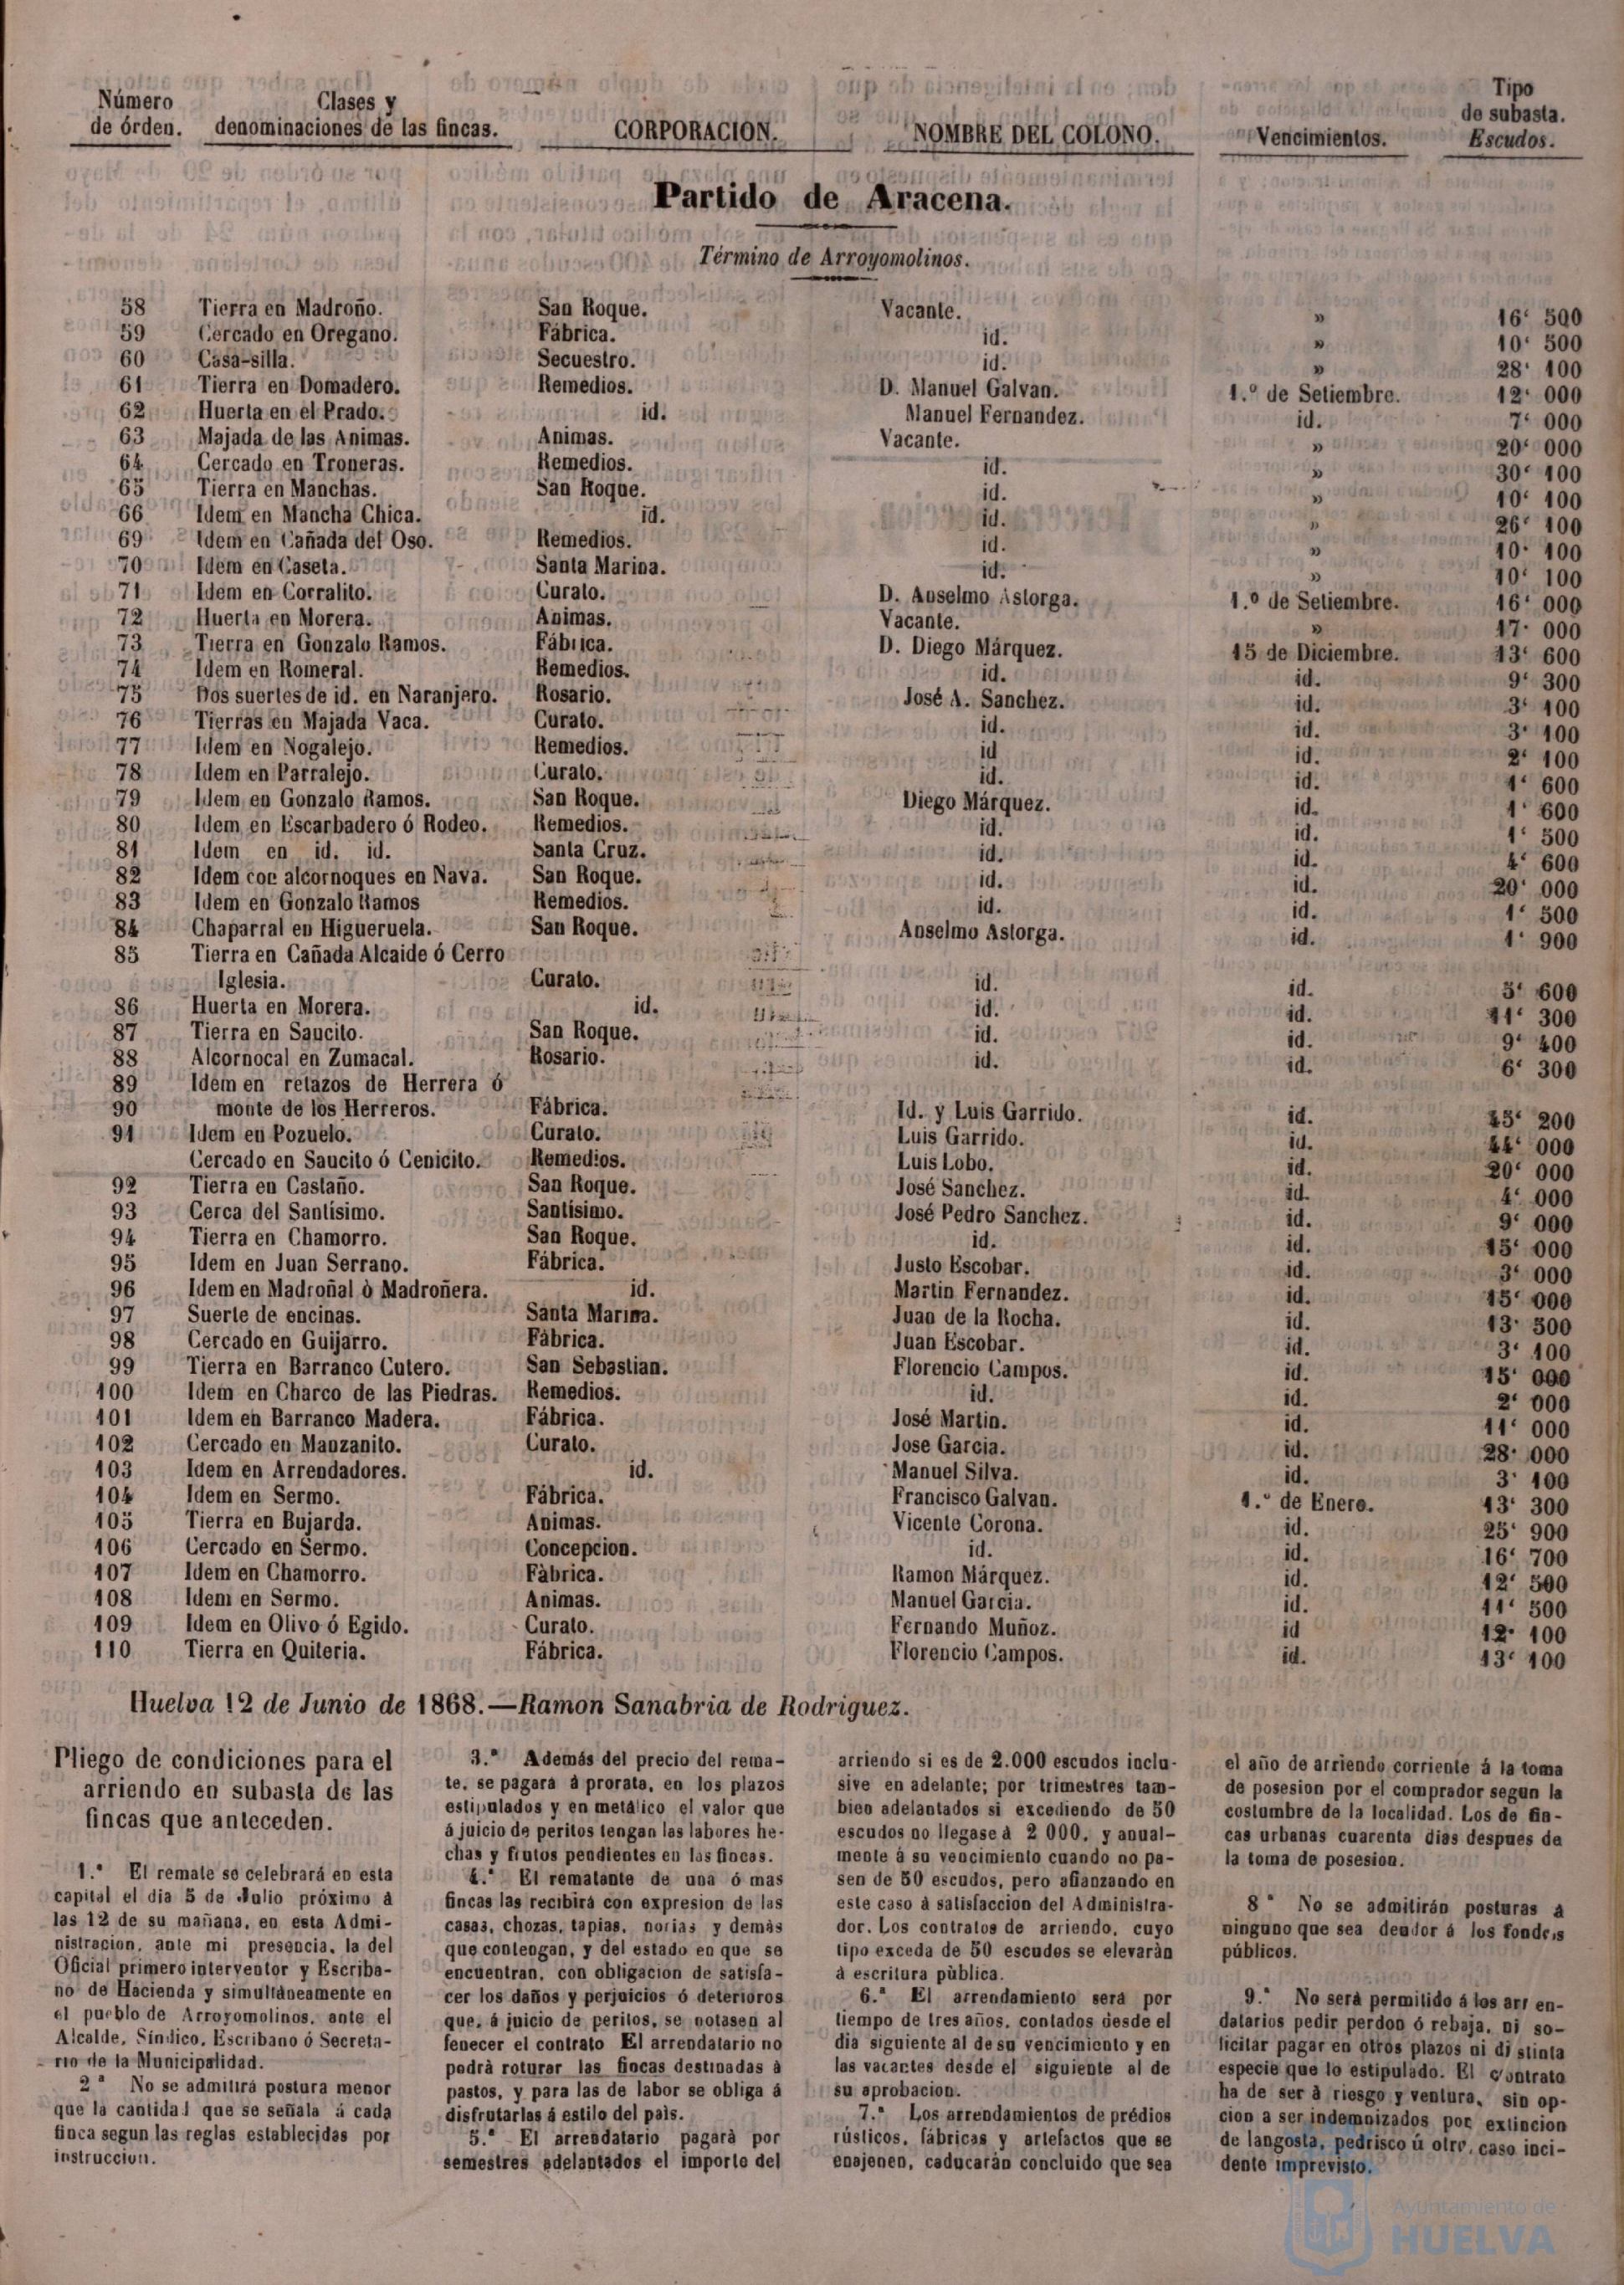 Número de órden. Clases y denominaciones de las fincas. CORPORACION. NOMBRE DEL COLONO. Vencimientos. Tipo de subasta. Escudos.
Partido de Aracena.
Término de Arroyomolinos.
58 Tierra en Madroño. San Roque. Vacante. » 16‘ 500
59 Cercado en Oregano. Fábrica. id. » 10‘ 500
60 Casa-silla. Secuestro. id. » 28‘ 100
61 Tierra en Domadero. Remedios. D. Manuel Galvan. 1.º de Setiembre. 12‘ 000
62 Huerta en el Prado. id. Manuel Fernandez. id. 7‘ 000
63 Majada de las Animas. Animas. Vacante. » 20‘ 000
64 Cercado en Troneras. Remedios. id. » 30‘ 100
65 Tierra en Manchas. San Roque. id. » 10‘ 100
66 Idem en Mancha Chica. id. id. » 26‘ 100
69 Idem en Cañada del Oso. Remedios. id. » 10‘ 100
70 Idem en Caseta. Santa Marina. id. » 10‘ 100
71 Idem en Corralito. Curato. D. Anselmo Astorga. 1.º de Setiembre. 16‘ 000
72 Huerta en Morera. Animas. Vacante. » 17‘ 000
73 Tierra en Gonzalo Ramos. Fábrica. D. Diego Márquez. 15 de Diciembre. 13‘ 600
74 Idem en Romeral. Remedios. id. id. 9‘ 300
75 Dos suertes de id. en Naranjero. Rosario. José A. Sanchez. id. 3‘ 100
76 Tierras en Majada Vaca. Curato. id. id. 3‘ 100
77 Idem en Nogalejo. Remedios. id id. 2‘ 100
78 Idem en Parralejo. Curato. id. id. 1‘ 600
79 Idem en Gonzalo Ramos. San Roque. Diego Márquez. id. 1‘ 600
80 Idem en Escarbadero ó Rodeo. Remedios. id. id. 1‘ 500
81 Idem en id. id. Santa Cruz. id. id. 4‘ 600
82 Idem con alcornoques en Nava. San Roque. id. id. 20‘ 000
83 Idem en Gonzalo Ramos Remedios. id. id. 1‘ 500
84 Chaparral en Higueruela. San Roque. Anselmo Astorga. id. 1‘ 900
85 Tierra en Cañada Alcaide ó Cerro
Iglesia. Curato. id. id. 5‘ 600
86 Huerta en Morera. id. id. id. 11‘ 300
87 Tierra en Saucito. San Roque. id. id. 9‘ 400
88 Alcornocal en Zumacal. Rosario. id. id. 6‘ 300
89 Idem en retazos de Herrera ó
90 monte de los Herreros. Fábrica. Id. y Luis Garrido. id. 25‘ 200
91 Idem en Pozuelo. Curato. Luis Garrido. id. 44‘ 000
Cercado en Saucito ó Cenicito. Remedios. Luis Lobo. id. 20‘ 000
92 Tierra en Castaño. San Roque. José Sanchez. id. 4‘ 000
93 Cerca del Santísimo. Santísimo. José Pedro Sanchez. id. 9‘ 000
94 Tierra en Chamorro. San Roque. id. id. 15‘ 000
95 Idem en Juan Serrano. Fábrica. Justo Escobar. id. 3‘ 000
96 Idem en Madroñal ò Madroñera. id. Martin Fernandez. id. 15‘ 000
97 Suerte de encinas. Santa Marina. Juan de la Rocha. id. 13‘ 500
98 Cercado en Guijarro. Fábrica. Juan Escobar. id. 3‘ 100
99 Tierra en Barranco Cutero. San Sebastian. Florencio Campos. id. 15‘ 000
100 Idem en Charco de las Piedras. Remedios. id. id. 2‘ 000
101 Idem en Barranco Madera. Fábrica. José Martin. id. 11‘ 000
102 Cercado en Manzanito. Curato. Jose Garcia. id. 28‘ 000
103 Idem en Arrendadores. id. Manuel Silva. id. 3‘ 100
104 Idem en Sermo. Fábrica. Francisco Galvan. 1.º de Enero. 13‘ 300
105 Tierra en Bujarda. Animas. Vicente Corona. id. 25‘ 900
106 Cercado en Sermo. Concepcion. id. id. 16‘ 700
107 Idem en Chamorro. Fàbrica. Ramon Márquez. id. 12‘ 500
108 Idem en Sermo. Animas. Manuel Garcia. id. 11‘ 500
109 Idem en Olivo ó Egido. Curato. Fernando Muñoz. id 12‘ 100
110 Tierra en Quiteria. Fábrica. Florencio Campos. id. 13‘ 100
Huelva 12 de Junio de 1868.—Ramon Sanabria de Rodriguez.
Pliego de condiciones para el
arriendo en subasta de las
fincas que anteceden.
1.ª El remate se celebrará en esta
capital el dia 5 de Julio próximo à
las 12 de su mañana, en esta Admi-
nistracion, ante mi presencia, la del
Oficial primero interventor y Escriba-
no de Hacienda y simultáneamente en
el pueblo de Arroyomolinos, ante el
Alcalde, Síndico, Escribano ó Secreta-
rio de la Municipalidad.
2ª No se admitirá postura menor
que la cantidad que se señala á cada
finca segun las reglas establecidas por
instruccion.
3.ª Además del precio del rema-
te, se pagará á prorata, en los plazos
estipulados y en metálico el valor que
á juicio de peritos tengan las labores he-
chas y frutos pendientes en las fincas.
4.ª El rematante de una ó mas
fincas las recibirá con expresion de las
casas, chozas, tapias, norias y demàs
que contengan, y del estado en que se
encuentran, con obligacion de satisfa-
cer los daños y perjuicios ó deterioros
que, á juicio de peritos, se notasen al
fenecer el contrato El arrendatario no
podrà roturar las fincas destinadas à
pastos, y para las de labor se obliga á
disfrutarlas á estilo del pais.
5.ª El arrendatario pagarà por
semestres adelantados el importe del
arriendo si es de 2.000 escudos inclu-
sive en adelante; por trimestres tam-
bien adelantados si excediendo de 50
escudos no llegase à 2 000, y anual-
mente á su vencimiento cuando no pa-
sen de 50 escudos, pero afianzando en
este caso à satisfaccion del Administra-
dor. Los contratos de arriendo, cuyo
tipo exceda de 50 escudos se elevaràn
á escritura pùblica.
6.ª El arrendamiento será por
tiempo de tres años, contados desde el
dia siguiente al de su vencimiento y en
las vacantes desde el siguiente al de
su aprobacion.
7.ª Los arrendamientos de prédios
rústicos, fábricas y artefactos que se
enajenen, caducarán concluido que sea
el año de arriendo corriente á la toma
de posesion por el comprador segun la
costumbre de la localidad. Los de fin-
cas urbanas cuarenta dias despues de
la toma de posesion.
8ª No se admitirán posturas á
ninguno que sea deudor á los fondos
públicos.
9.ª No será permitido á los arren-
datarios pedir perdon ó rebaja, ni so-
licitar pagar en otros plazos ni distinta
especie que lo estipulado. El contrato
ha de ser à riesgo y ventura, sin op-
cion a ser indemnizados por extincion
de langosta, pedrisco ú otro caso inci-
dente imprevisto.
Ayuntamiento de
HUELVA